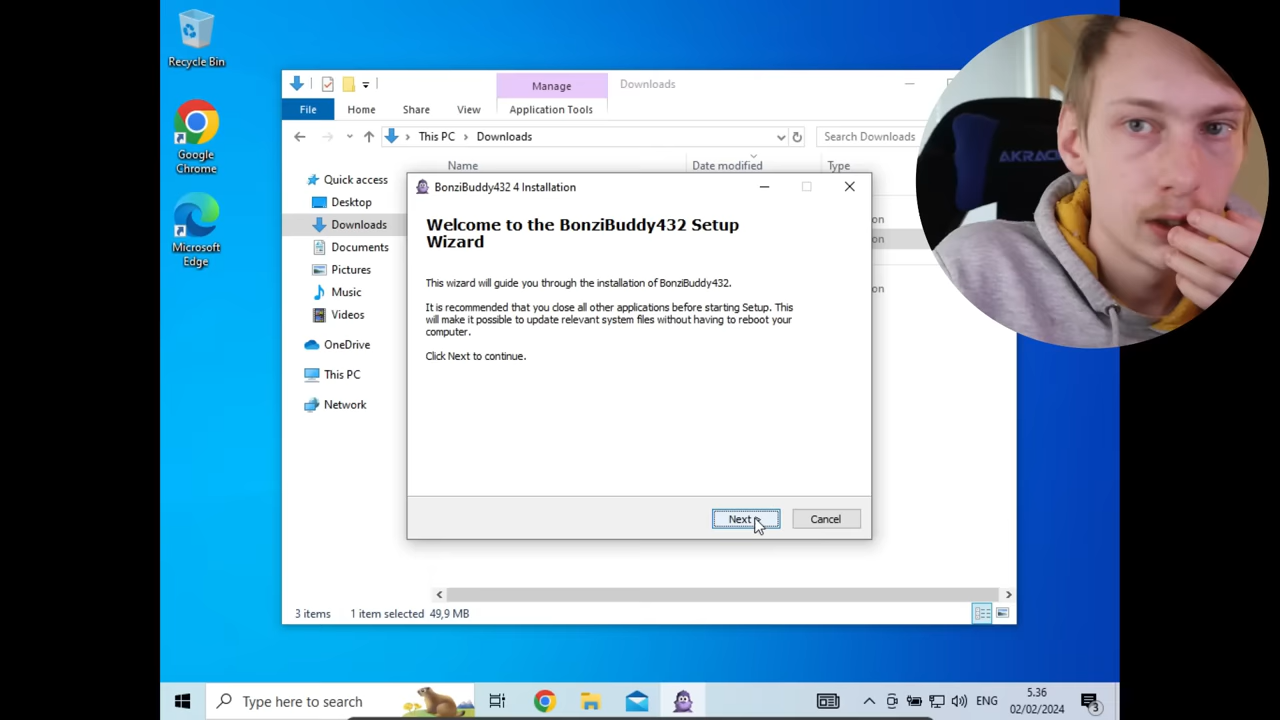 Recycle Bin
Google
Chrome
Microsoft
Edge
Manage
Downloads
File
Home
Share
View
Application Tools
This PC
Downloads
Search Downloads
Name
Date modified
Type
Quick access
Desktop
Downloads
Documents
Pictures
Music
Videos
OneDrive
This PC
Network
BonziBuddy432 4 Installation
Welcome to the BonziBuddy432 Setup
Wizard
This wizard will guide you through the installation of BonziBuddy432.
It is recommended that you close all other applications before starting Setup. This
will make it possible to update relevant system files without having to reboot your
computer.
Click Next to continue.
Next >
Cancel
on
on
on
3 items
1 item selected 49,9 MB
Type here to search
ENG
5.36
02/02/2024
3